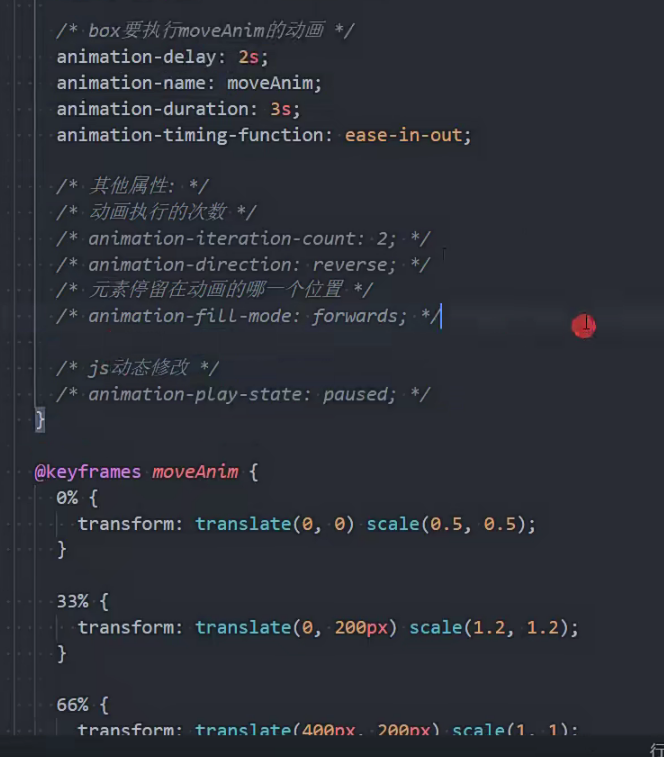 /* box要执行moveAnim的动画 */
animation-delay: 2s;
animation-name: moveAnim;
animation-duration: 3s;
animation-timing-function: ease-in-out;
/* 其他属性: */
/* 动画执行的次数 */
/* animation-iteration-count: 2; */
/* animation-direction: reverse; */
/* 元素停留在动画的哪一个位置 */
/* animation-fill-mode: forwards; */
/* js动态修改 */
/* animation-play-state: paused; */
}
@keyframes moveAnim {
0% {
transform: translate(0, 0) scale(0.5, 0.5);
}
33% {
transform: translate(0, 200px) scale(1.2, 1.2);
}
66% {
transform: translate(400px, 200px) scale(1, 1);
行